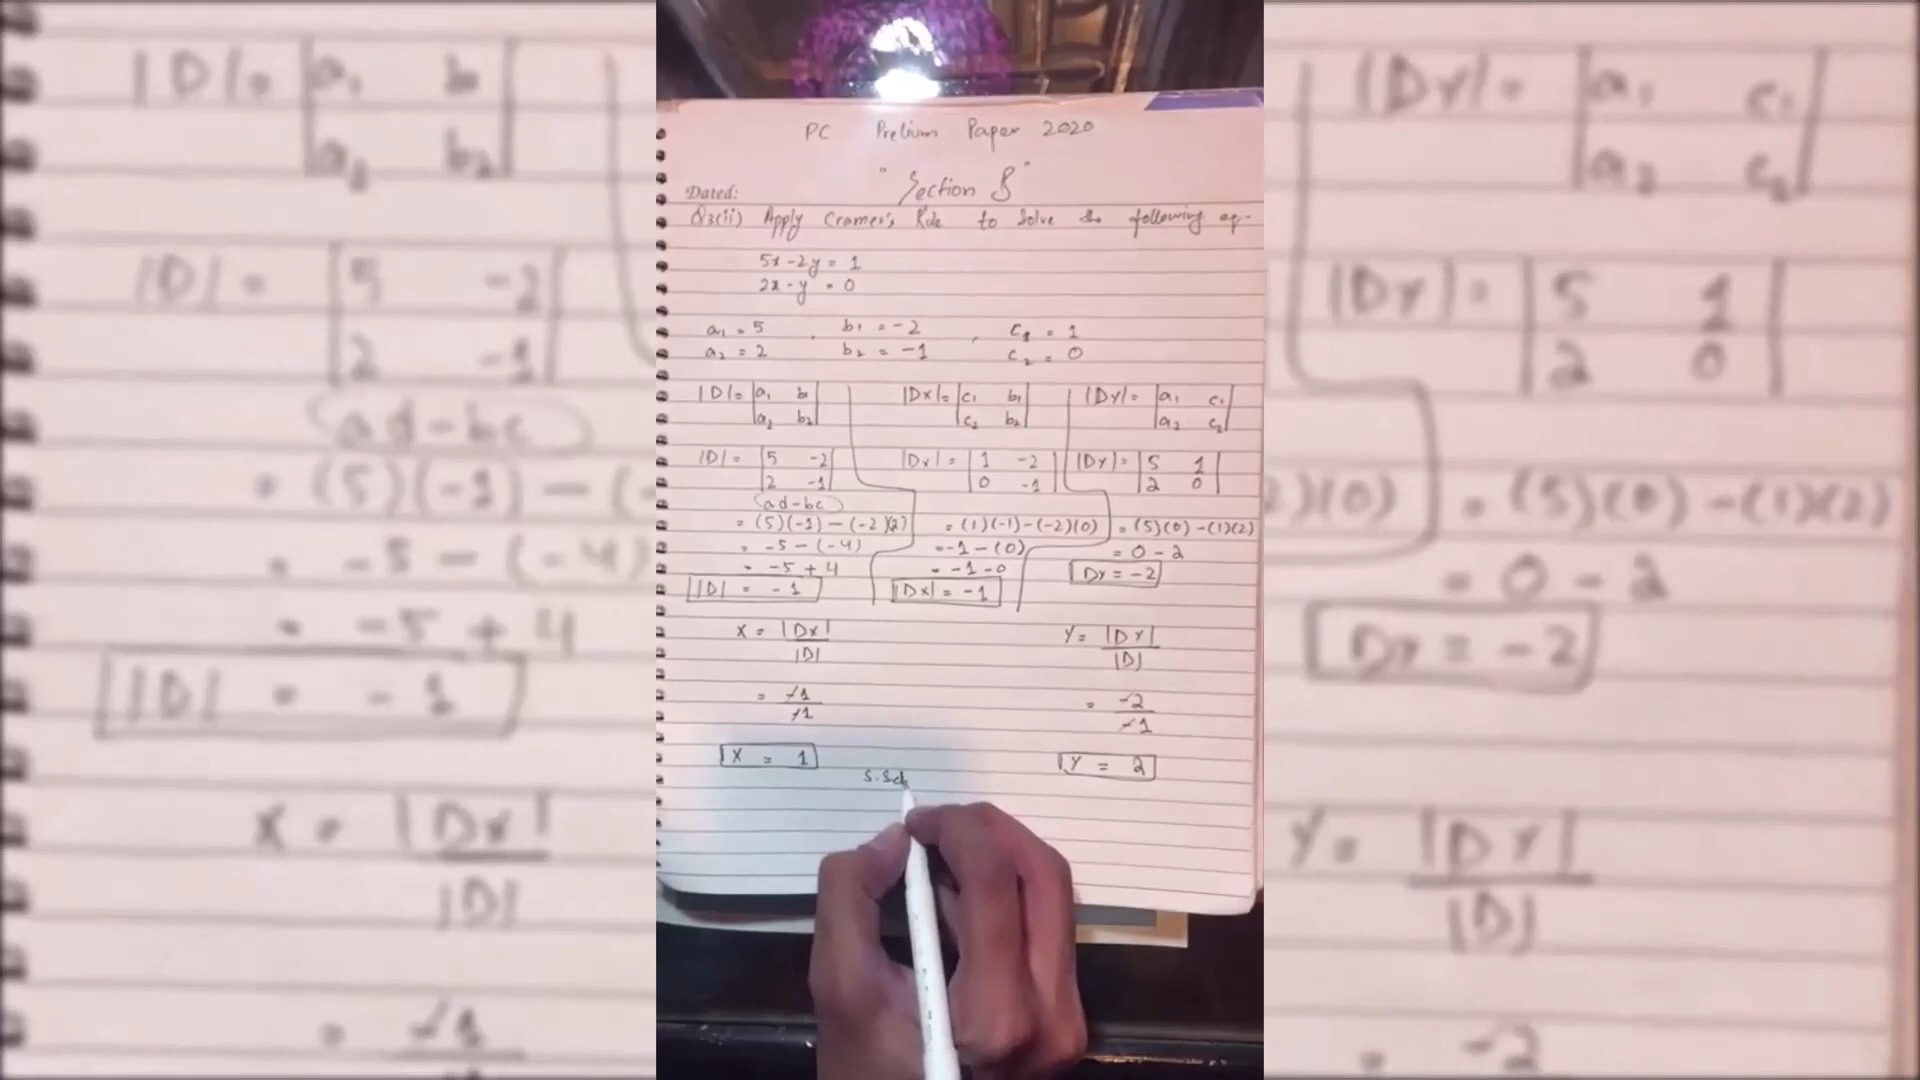 PC Prelium Paper 2020
"Section B"
Dated:
Q3(ii) Apply Cramer's Rule to Solve the following eq-
5x - 2y = 1
2x - y = 0
a₁ = 5 , b₁ = -2 , c₁ = 1
a₂ = 2 b₂ = -1 c₂ = 0
|D| = |a₁ b₁| |Dx| = |c₁ b₁| |Dy| = |a₁ c₁|
|a₂ b₂| |c₂ b₂| |a₂ c₂|
|D| = |5 -2| |Dx| = |1 -2| |Dy| = |5 1|
|2 -1| |0 -1| |2 0|
ad-bc
= (5)(-1) - (-2)(2) = (1)(-1) - (-2)(0) = (5)(0) - (1)(2)
= -5 - (-4) = -1 - (0) = 0 - 2
= -5 + 4 = -1 - 0 Dy = -2
|D| = -1 |Dx| = -1
x = |Dx| y = |Dy|
|D| |D|
= -1 = -2
-1 -1
x = 1 y = 2
S.Set